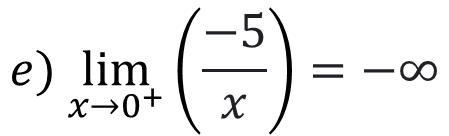 e) lim_{x→0⁺} (−5/x) = −∞